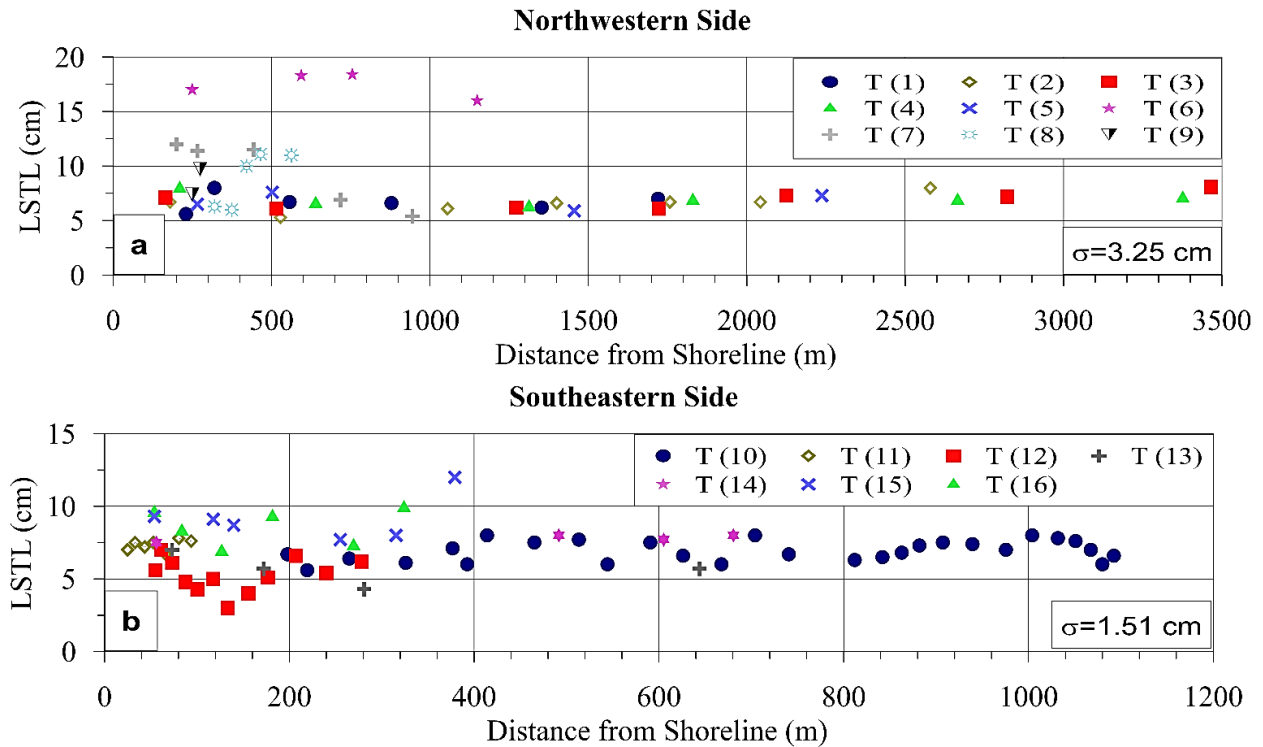 Northwestern Side
20
15
10
5
0
LSTL (cm)
T (1) T (2) T (3)
T (4) T (5) T (6)
T (7) T (8) T (9)
a
σ=3.25 cm
0 500 1000 1500 2000 2500 3000 3500
Distance from Shoreline (m)
Southeastern Side
15
10
5
0
LSTL (cm)
T (10) T (11) T (12) T (13)
T (14) T (15) T (16)
b
σ=1.51 cm
0 200 400 600 800 1000 1200
Distance from Shoreline (m)